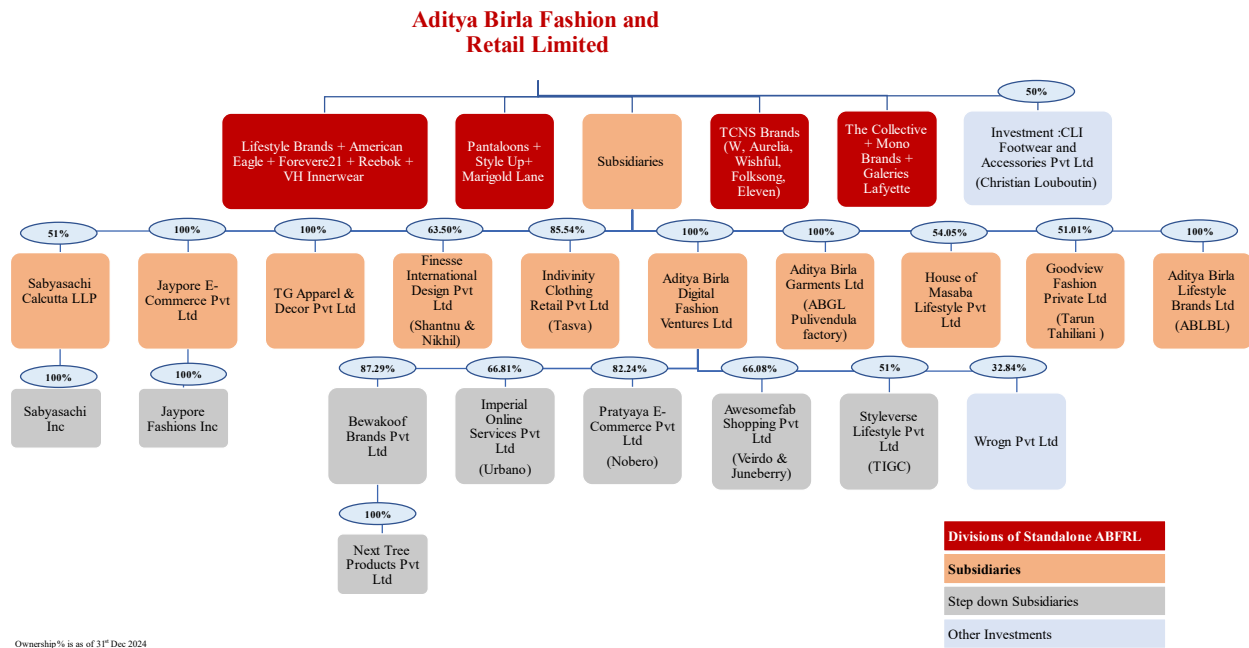 Aditya Birla Fashion and
Retail Limited
50%
Lifestyle Brands + American
Eagle + Forevere21 + Reebok +
VH Innerwear
Pantaloons +
Style Up+
Marigold Lane
Subsidiaries
TCNS Brands
(W, Aurelia,
Wishful,
Folksong,
Eleven)
The Collective
+ Mono
Brands +
Galeries
Lafyette
Investment :CLI
Footwear and
Accessories Pvt Ltd
(Christian Louboutin)
51%
100%
100%
63.50%
85.54%
100%
100%
54.05%
51.01%
100%
Sabyasachi
Calcutta LLP
Jaypore E-
Commerce Pvt
Ltd
TG Apparel &
Decor Pvt Ltd
Finesse
International
Design Pvt
Ltd
(Shantnu &
Nikhil)
Indivinity
Clothing
Retail Pvt Ltd
(Tasva)
Aditya Birla
Digital
Fashion
Ventures Ltd
Aditya Birla
Garments Ltd
(ABGL
Pulivendula
factory)
House of
Masaba
Lifestyle Pvt
Ltd
Goodview
Fashion
Private Ltd
(Tarun
Tahiliani )
Aditya Birla
Lifestyle
Brands Ltd
(ABLBL)
100%
100%
87.29%
66.81%
82.24%
66.08%
51%
32.84%
Sabyasachi
Inc
Jaypore
Fashions Inc
Bewakoof
Brands Pvt
Ltd
Imperial
Online
Services Pvt
Ltd
(Urbano)
Pratyaya E-
Commerce Pvt
Ltd
(Nobero)
Awesomefab
Shopping Pvt
Ltd
(Veirdo &
Juneberry)
Styleverse
Lifestyle Pvt
Ltd
(TIGC)
Wrogn Pvt Ltd
100%
Next Tree
Products Pvt
Ltd
Divisions of Standalone ABFRL
Subsidiaries
Step down Subsidiaries
Other Investments
Ownership% is as of 31st Dec 2024